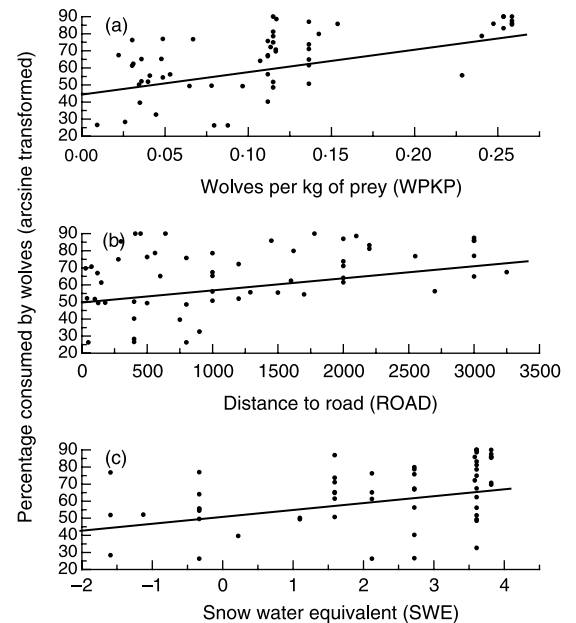 Percentage consumed by wolves (arcsine transformed)
(a)
90
80
70
60
50
40
30
20
0·00 0·05 0·10 0·15 0·20 0·25
Wolves per kg of prey (WPKP)
(b)
90
80
70
60
50
40
30
20
0 500 1000 1500 2000 2500 3000 3500
Distance to road (ROAD)
(c)
90
80
70
60
50
40
30
20
–2 –1 0 1 2 3 4
Snow water equivalent (SWE)